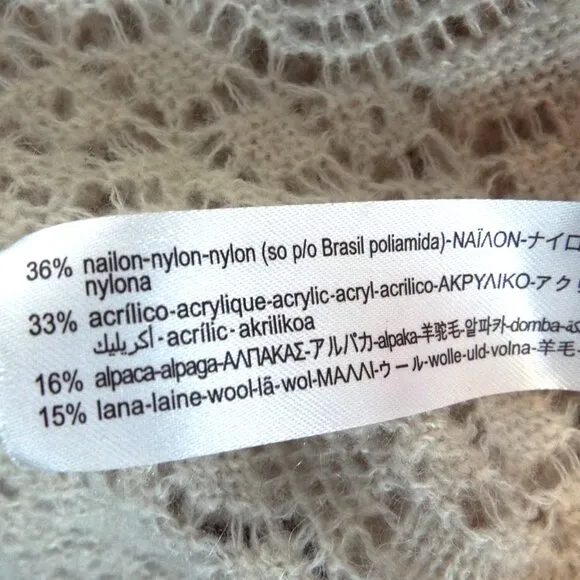 36% nailon-nylon-nylon (so p/o Brasil poliamida)-ΝΑΪΛΟΝ-ナイロ
nylona
33% acrílico-acrylique-acrylic-acryl-acrilico-ΑΚΡΥΛΙΚΟ-アクリ
أكريليك - acrílic - akrilikoa
16% alpaca-alpaga-ΑΛΠΑΚΑΣ-アルパカ-alpaka-羊驼毛-알파카-domba-
15% lana-laine-wool-lã-wol-ΜΑΛΛΙ-ウール-wolle-uld-volna-羊毛-